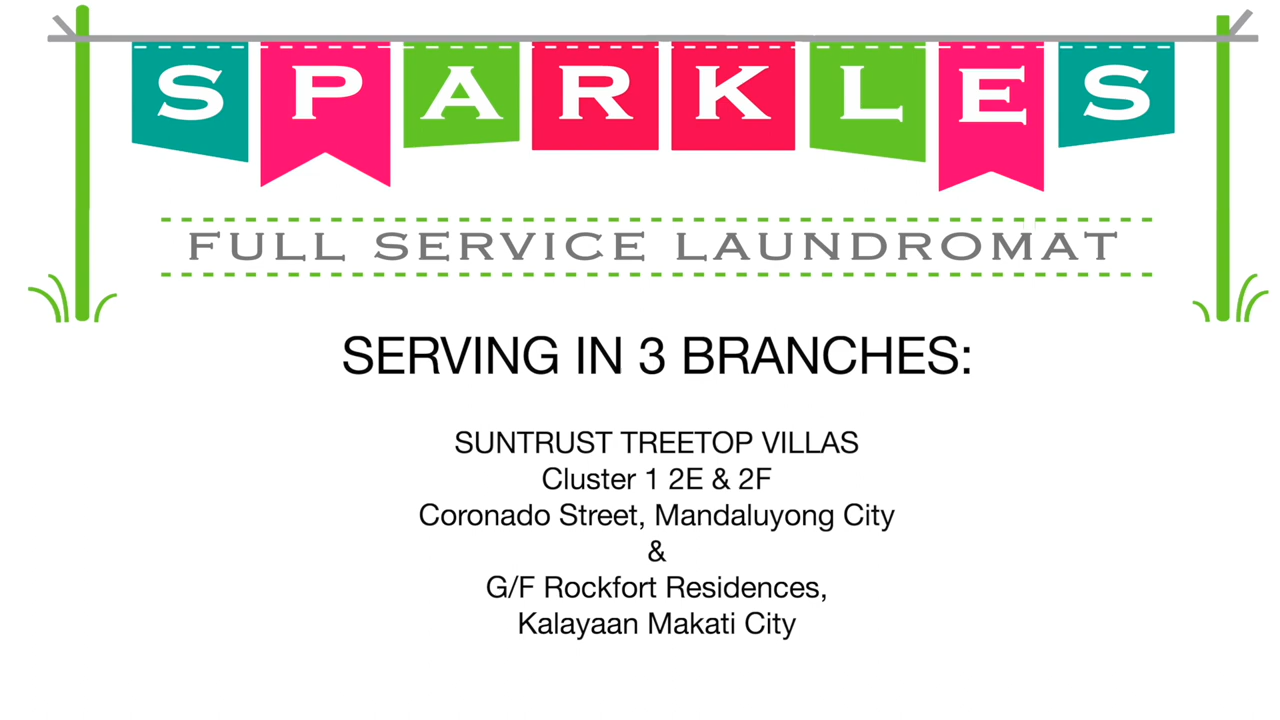 SPARKLES
FULL SERVICE LAUNDROMAT
SERVING IN 3 BRANCHES:
SUNTRUST TREETOP VILLAS
Cluster 1 2E & 2F
Coronado Street, Mandaluyong City
&
G/F Rockfort Residences,
Kalayaan Makati City